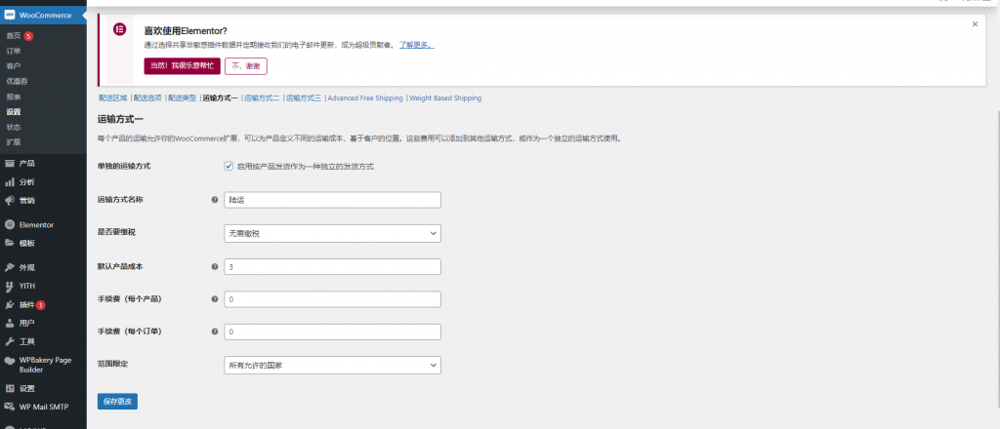 WooCommerce
首页 5
订单
客户
优惠券
报表
设置
状态
扩展
产品
分析
营销
Elementor
模板
外观
YITH
插件 1
用户
工具
WPBakery Page
Builder
设置
WP Mail SMTP
喜欢使用Elementor?
通过选择共享非敏感插件数据并定期接收我们的电子邮件更新，成为超级贡献者。 了解更多。
当然！我很乐意帮忙 不，谢谢
配送区域 | 配送选项 | 配送类型 | 运输方式一 | 运输方式二 | 运输方式三 | Advanced Free Shipping | Weight Based Shipping
运输方式一
每个产品的运输允许你的WooCommerce扩展，可以为产品定义不同的运输成本，基于客户的位置。这些费用可以添加到其他运输方式，或作为一个独立的运输方式使用。
单独的运输方式 启用按产品发货作为一种独立的发货方式
运输方式名称 陆运
是否要缴税 无需缴税
默认产品成本 3
手续费（每个产品） 0
手续费（每个订单） 0
范围限定 所有允许的国家
保存更改